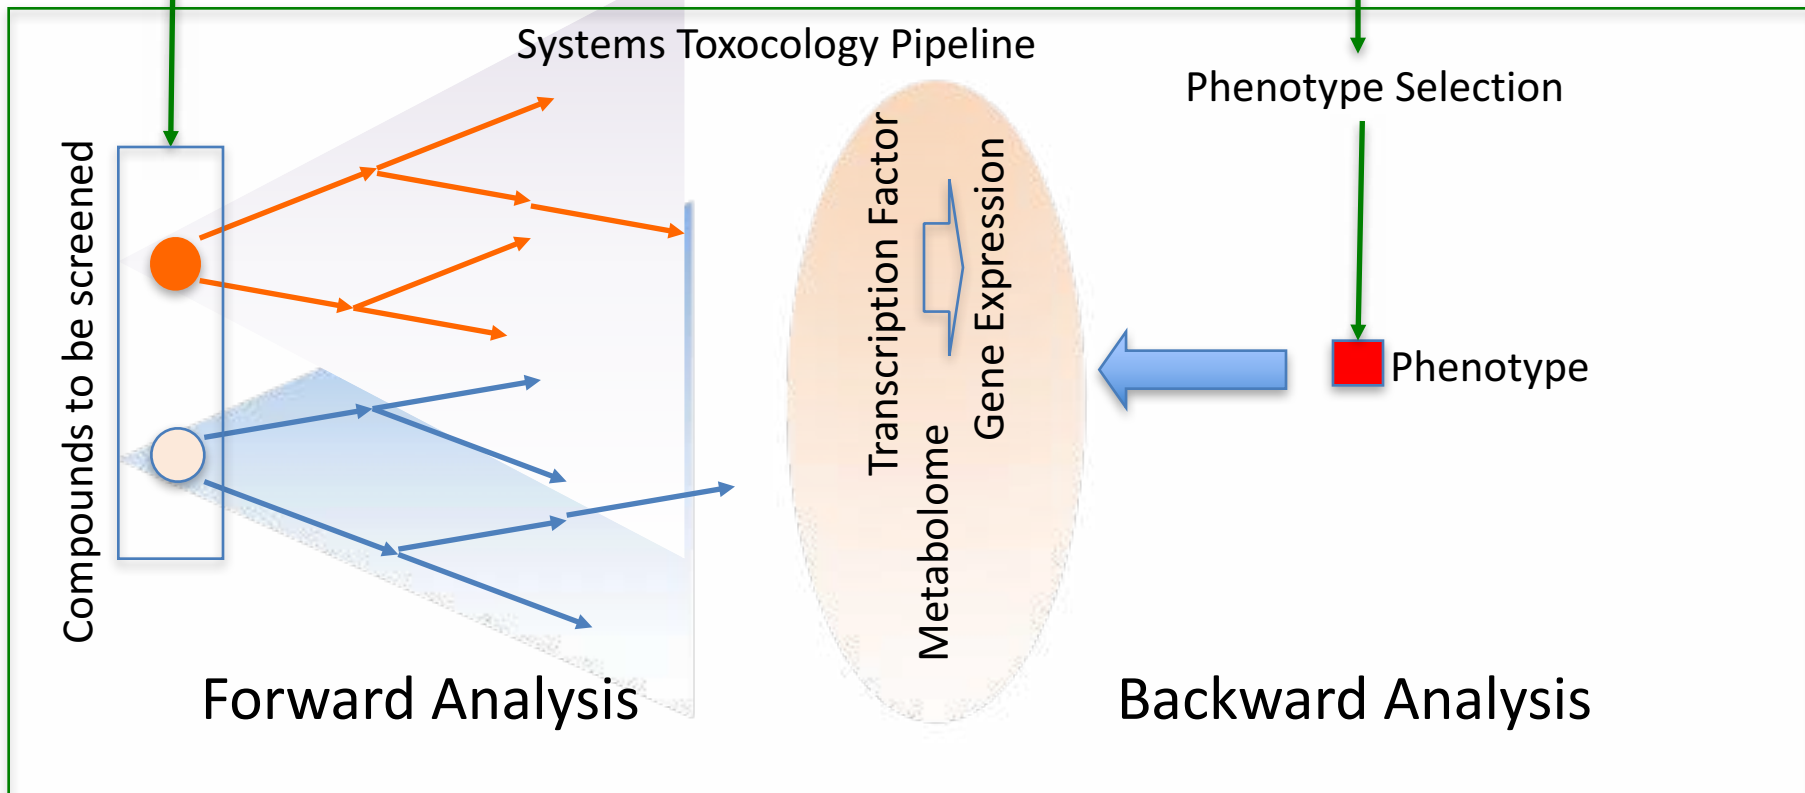 Systems Toxocology Pipeline
Phenotype Selection
Compounds to be screened
Transcription Factor
Gene Expression
Metabolome
Phenotype
Forward Analysis
Backward Analysis